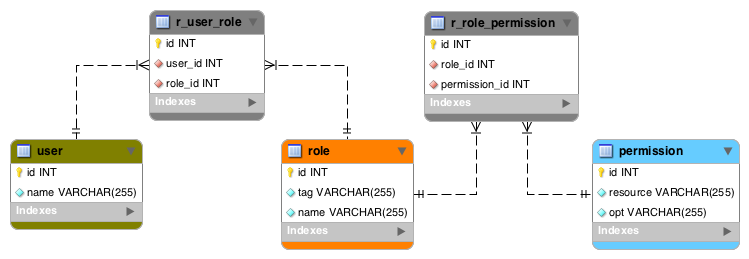 r_user_role
id INT
user_id INT
role_id INT
Indexes
r_role_permission
id INT
role_id INT
permission_id INT
Indexes
user
id INT
name VARCHAR(255)
Indexes
role
id INT
tag VARCHAR(255)
name VARCHAR(255)
Indexes
permission
id INT
resource VARCHAR(255)
opt VARCHAR(255)
Indexes